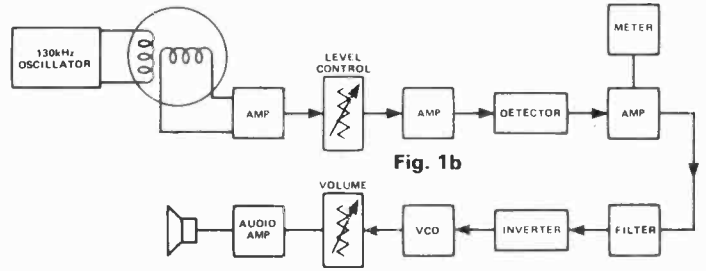 130kHz
OSCILLATOR
AMP
LEVEL
CONTROL
AMP
DETECTOR
AMP
METER
Fig. 1b
AUDIO
AMP
VOLUME
VCO
INVERTER
FILTER